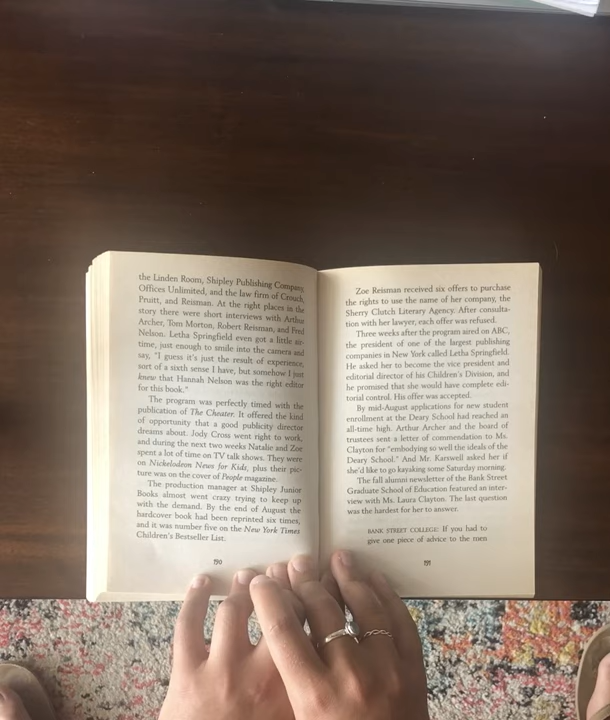 the Linden Room, Shipley Publishing Company,
Offices Unlimited, and the law firm of Crouch,
Pruitt, and Reisman. At the right places in the
story there were short interviews with Arthur
Archer, Tom Morton, Robert Reisman, and Fred
Nelson. Letha Springfield even got a little air-
time, just enough to smile into the camera and
say, "I guess it's just the result of experience,
sort of a sixth sense I have, but somehow I just
knew that Hannah Nelson was the right editor
for this book."
The program was perfectly timed with the
publication of The Cheater. It offered the kind
of opportunity that a good publicity director
dreams about. Jody Cross went right to work,
and during the next two weeks Natalie and Zoe
spent a lot of time on TV talk shows. They were
on Nickelodeon News for Kids, plus their pic-
ture was on the cover of People magazine.
The production manager at Shipley Junior
Books almost went crazy trying to keep up
with the demand. By the end of August the
hardcover book had been reprinted six times,
and it was number five on the New York Times
Children's Bestseller List.
190
Zoe Reisman received six offers to purchase
the rights to use the name of her company, the
Sherry Clutch Literary Agency. After consulta-
tion with her lawyer, each offer was refused.
Three weeks after the program aired on ABC,
the president of one of the largest publishing
companies in New York called Letha Springfield.
He asked her to become the vice president and
editorial director of his Children's Division, and
he promised that she would have complete edi-
torial control. His offer was accepted.
By mid-August applications for new student
enrollment at the Deary School had reached an
all-time high. Arthur Archer and the board of
trustees sent a letter of commendation to Ms.
Clayton for "embodying so well the ideals of the
Deary School." And Mr. Karswell asked her if
she'd like to go kayaking some Saturday morning.
The fall alumni newsletter of the Bank Street
Graduate School of Education featured an inter-
view with Ms. Laura Clayton. The last question
was the hardest for her to answer.
BANK STREET COLLEGE: If you had to
give one piece of advice to the men
191